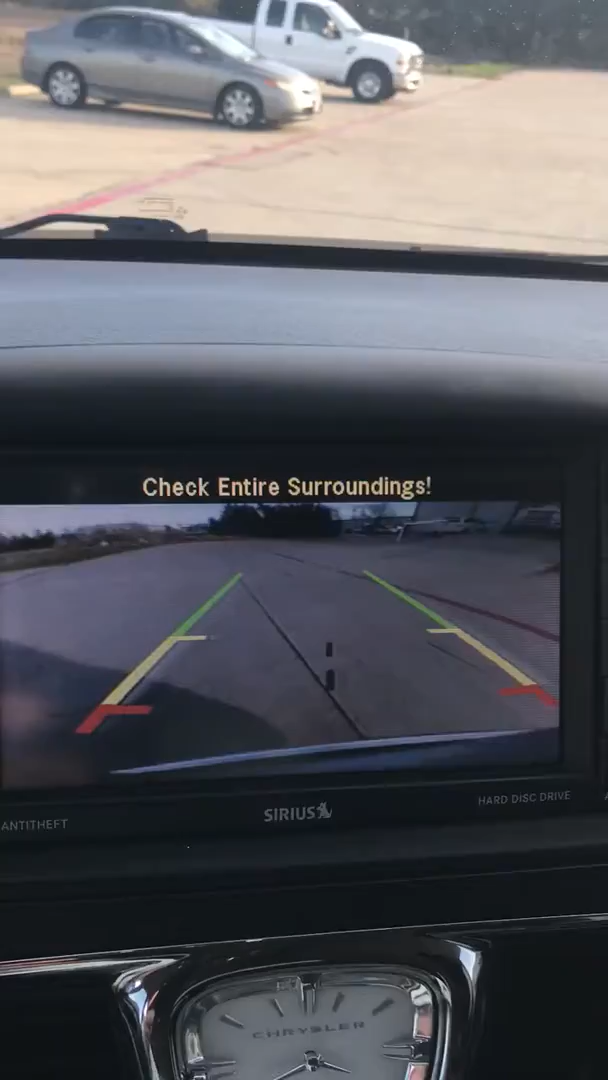 Check Entire Surroundings!
ANTITHEFT
SIRIUS
HARD DISC DRIVE
CHRYSLER